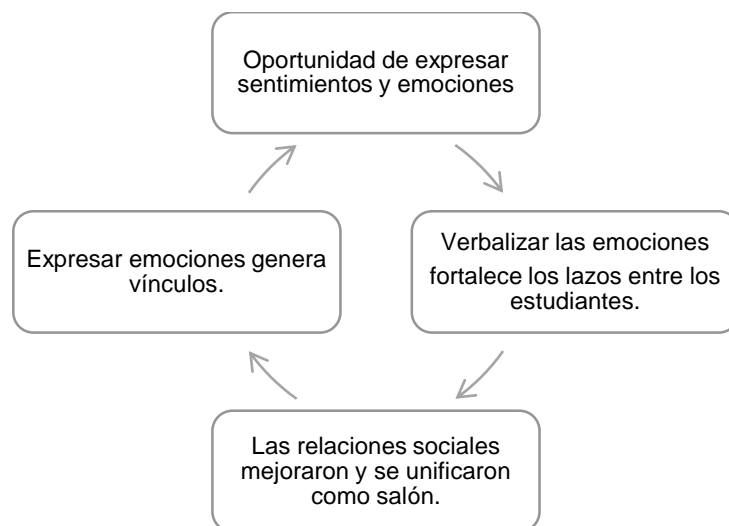 Oportunidad de expresar
sentimientos y emociones
Verbalizar las emociones
fortalece los lazos entre los
estudiantes.
Las relaciones sociales
mejoraron y se unificaron
como salón.
Expresar emociones genera
vínculos.